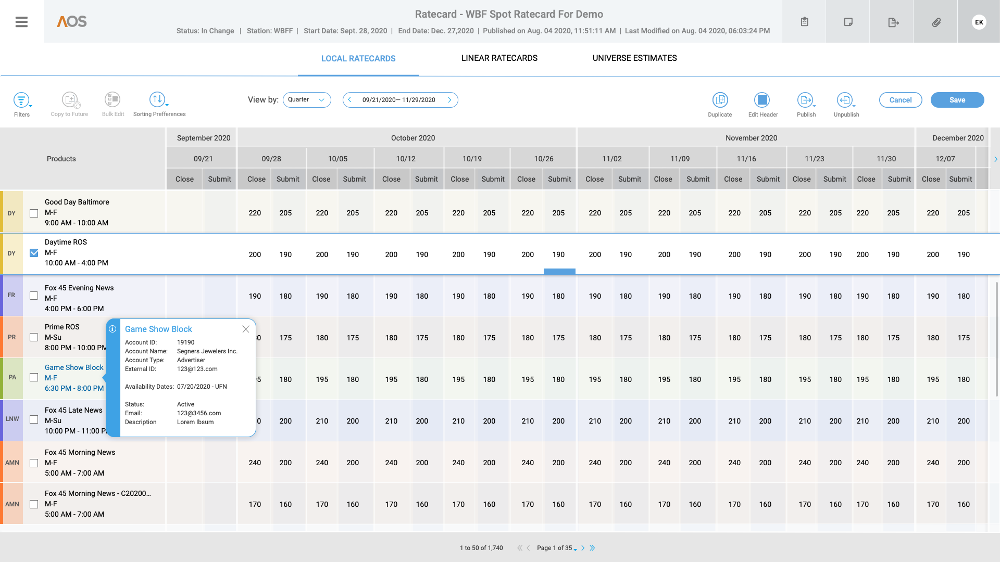 AOS
Ratecard - WBF Spot Ratecard For Demo
Status: In Change | Station: WBFF | Start Date: Sept. 28, 2020 | End Date: Dec. 27,2020 | Published on Aug. 04 2020, 11:51:11 AM | Last Modified on Aug. 04 2020, 06:03:24 PM
EK
LOCAL RATECARDS LINEAR RATECARDS UNIVERSE ESTIMATES
Filters Copy to Future Bulk Edit Sorting Prefferences
View by: Quarter 09/21/2020— 11/29/2020
Duplicate Edit Header Publish Unpublish Cancel Save
Products
September 2020 October 2020 November 2020 December 2020
09/21 09/28 10/05 10/12 10/19 10/26 11/02 11/09 11/16 11/23 11/30 12/07
Close Submit Close Submit Close Submit Close Submit Close Submit Close Submit Close Submit Close Submit Close Submit Close Submit Close Submit Close Submit
DY
Good Day Baltimore
M-F
9:00 AM - 10:00 AM
220 205 220 205 220 205 220 205 220 205 220 205 220 205 220 205 220 205 220 205 220 205
DY
Daytime ROS
M-F
10:00 AM - 4:00 PM
200 190 200 190 200 190 200 190 200 190 200 190 200 190 200 190 200 190 200 190 200 190
FR
Fox 45 Evening News
M-F
4:00 PM - 6:00 PM
190 180 190 180 190 180 190 180 190 180 190 180 190 180 190 180 190 180 190 180 190 180
PR
Prime ROS
M-Su
8:00 PM - 10:00 PM
0 175 180 175 180 175 180 175 180 175 180 175 180 175 180 175 180 175 180 175 180 175
PA
Game Show Block
M-F
6:30 PM - 8:00 PM
5 180 195 180 195 180 195 180 195 180 195 180 195 180 195 180 195 180 195 180 195 180
LNW
Fox 45 Late News
M-Su
10:00 PM - 11:00 P
0 200 210 200 210 200 210 200 210 200 210 200 210 200 210 200 210 200 210 200 210 200
AMN
Fox 45 Morning News
M-F
5:00 AM - 7:00 AM
240 200 240 200 240 200 240 200 240 200 240 200 240 200 240 200 240 200 240 200 240 200
AMN
Fox 45 Morning News - C20200...
M-F
5:00 AM - 7:00 AM
170 160 170 160 170 160 170 160 170 160 170 160 170 160 170 160 170 160 170 160 170 160
Game Show Block
Account ID: 19190
Account Name: Segners Jewelers Inc.
Account Type: Advertiser
External ID: 123@123.com
Availability Dates: 07/20/2020 - UFN
Status: Active
Email: 123@3456.com
Description Lorem Ibsum
1 to 50 of 1,740 Page 1 of 35